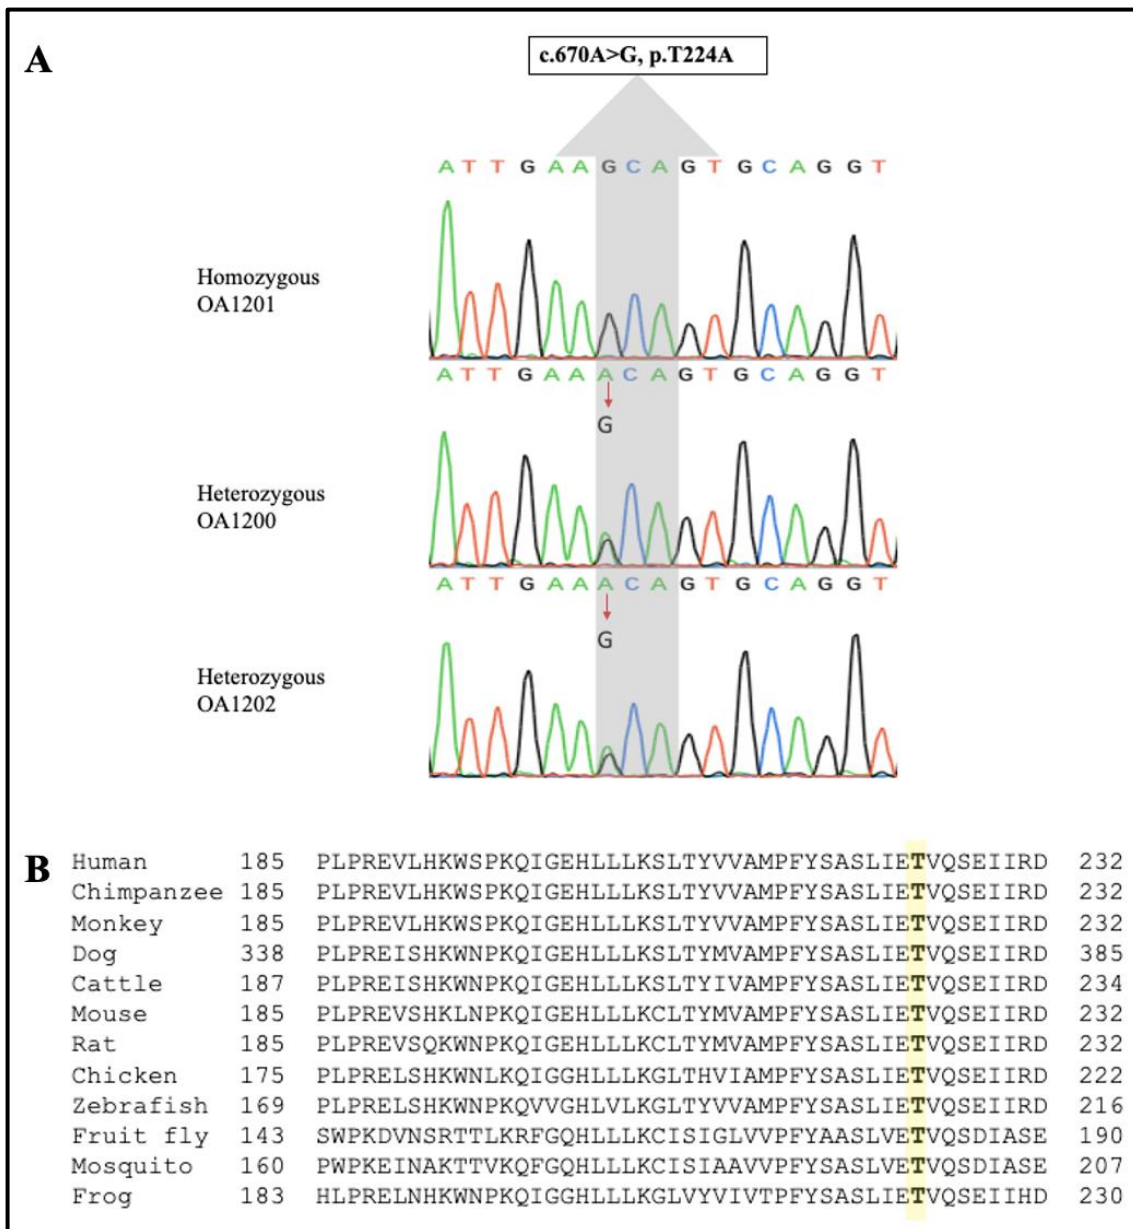 A
c.670A>G, p.T224A
A T T G A A G C A G T G C A G G T
Homozygous
OA1201
A T T G A A A C A G T G C A G G T
G
Heterozygous
OA1200
A T T G A A A C A G T G C A G G T
G
Heterozygous
OA1202
B
Human 185 PLPREVLHKWSPKQIGEHLLLKSLTYVVAMPFYSASLIETVQSEIIRD 232
Chimpanzee 185 PLPREVLHKWSPKQIGEHLLLKSLTYVVAMPFYSASLIETVQSEIIRD 232
Monkey 185 PLPREVLHKWSPKQIGEHLLLKSLTYVVAMPFYSASLIETVQSEIIRD 232
Dog 338 PLPREISHKWNPKQIGEHLLLKSLTYMVAMPFYSASLIETVQSEIIRD 385
Cattle 187 PLPREISHKWNPKQIGEHLLLKSLTYIVAMPFYSASLIETVQSEIIRD 234
Mouse 185 PLPREVSHKLNPKQIGEHLLLKCLTYMVAMPFYSASLIETVQSEIIRD 232
Rat 185 PLPREVSQKWNPKQIGEHLLLKCLTYMVAMPFYSASLIETVQSEIIRD 232
Chicken 175 PLPRELSHKWNLKQIGGHLLLKGLTHVIAMPFYSASLIETVQSEIIRD 222
Zebrafish 169 PLPRELSHKWNPKQVVGHLVLKGLTYVVAMPFYSASLIETVQSEIIRD 216
Fruit fly 143 SWPKDVNSRTTLKRFGQHLLLKCISIGLVVPFYAASLVETVQSDIASE 190
Mosquito 160 PWPKEINAKTTVKQFGQHLLLKCISIAAVVPFYSASLVETVQSDIASE 207
Frog 183 HLPRELNHKWNPKQIGGHLLLKGLVYVIVTPFYSASLIETVQSEIIHD 230